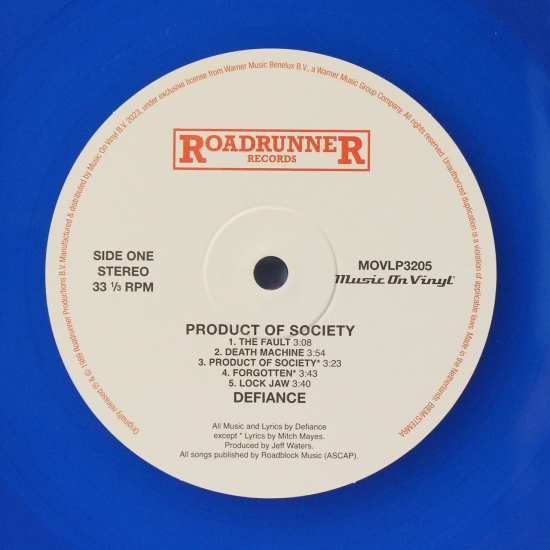 Originally released ℗ & © 1989 Roadrunner Productions B.V. Manufactured & distributed by Music On Vinyl B.V. 2023, under exclusive license from Warner Music Benelux B.V., a Warner Music Group Company. All rights reserved. Unauthorized duplication is a violation of applicable laws. Made in the Netherlands. BIEM/STEMRA
ROADRUNNER
RECORDS
SIDE ONE
STEREO
33 ⅓ RPM
MOVLP3205
Music On Vinyl
PRODUCT OF SOCIETY
1. THE FAULT 3:08
2. DEATH MACHINE 3:54
3. PRODUCT OF SOCIETY* 3:23
4. FORGOTTEN* 3:43
5. LOCK JAW 3:40
DEFIANCE
All Music and Lyrics by Defiance
except * Lyrics by Mitch Mayes.
Produced by Jeff Waters.
All songs published by Roadblock Music (ASCAP).